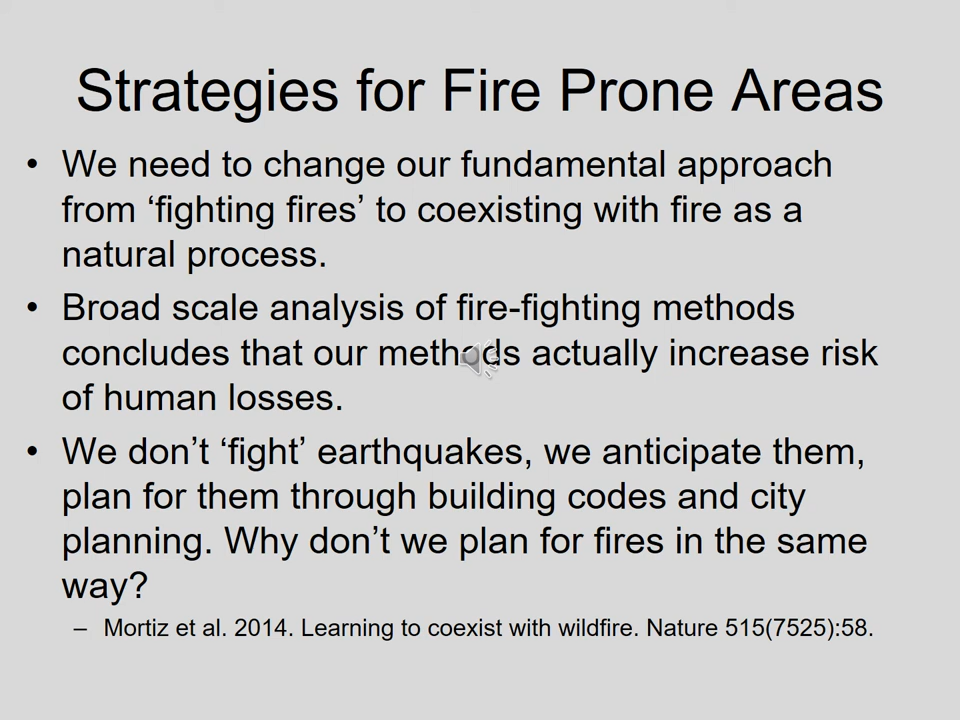 Strategies for Fire Prone Areas
• We need to change our fundamental approach
from ‘fighting fires’ to coexisting with fire as a
natural process.
• Broad scale analysis of fire-fighting methods
concludes that our methods actually increase risk
of human losses.
• We don’t ‘fight’ earthquakes, we anticipate them,
plan for them through building codes and city
planning. Why don’t we plan for fires in the same
way?
– Mortiz et al. 2014. Learning to coexist with wildfire. Nature 515(7525):58.